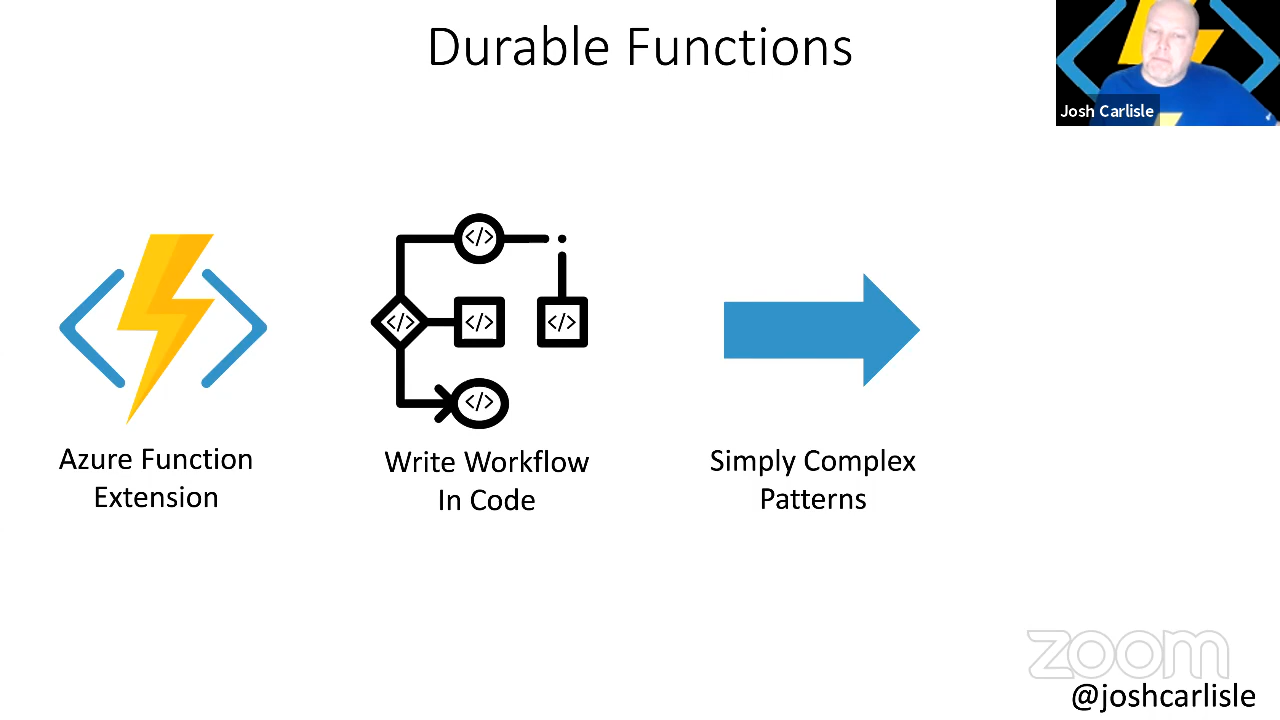 Durable Functions
Josh Carlisle
</>
</>
</>
</>
</>
Azure Function
Extension
Write Workflow
In Code
Simply Complex
Patterns
zoom
@joshcarlisle